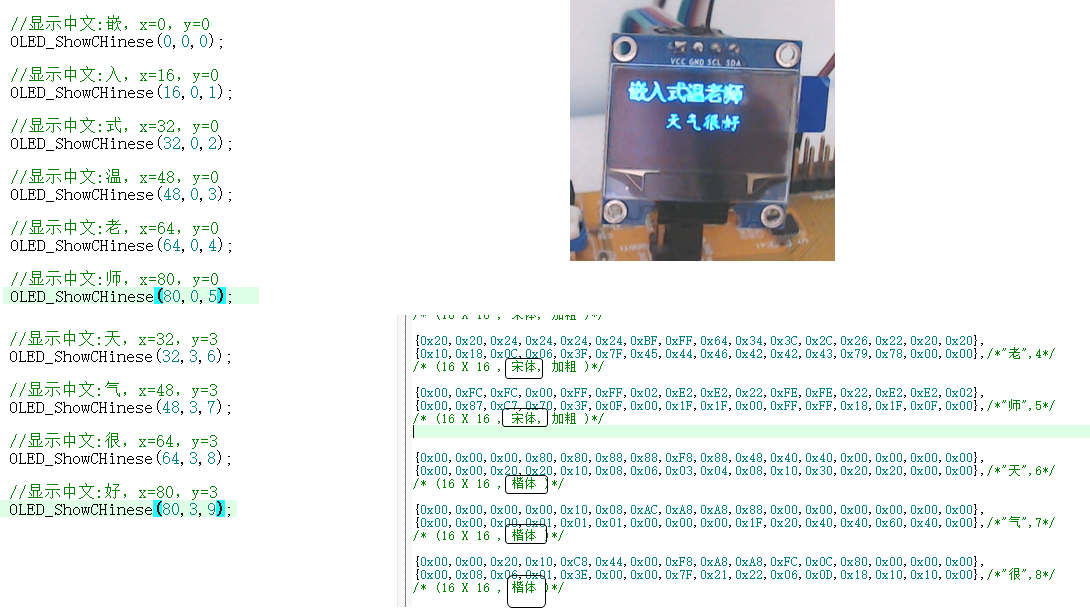 //显示中文:嵌，x=0，y=0
OLED_ShowCHinese(0,0,0);
//显示中文:入，x=16，y=0
OLED_ShowCHinese(16,0,1);
//显示中文:式，x=32，y=0
OLED_ShowCHinese(32,0,2);
//显示中文:温，x=48，y=0
OLED_ShowCHinese(48,0,3);
//显示中文:老，x=64，y=0
OLED_ShowCHinese(64,0,4);
//显示中文:师，x=80，y=0
OLED_ShowCHinese(80,0,5);
//显示中文:天，x=32，y=3
OLED_ShowCHinese(32,3,6);
//显示中文:气，x=48，y=3
OLED_ShowCHinese(48,3,7);
//显示中文:很，x=64，y=3
OLED_ShowCHinese(64,3,8);
//显示中文:好，x=80，y=3
OLED_ShowCHinese(80,3,9);
VCC GND SCL SDA
嵌入式温老师
天气很好
/* (16 X 16 , 宋体, 加粗 )*/
{0x20,0x20,0x24,0x24,0x24,0x24,0xBF,0xFF,0x64,0x34,0x3C,0x2C,0x26,0x22,0x20,0x20},
{0x10,0x18,0x0C,0x06,0x3F,0x7F,0x45,0x44,0x46,0x42,0x42,0x43,0x79,0x78,0x00,0x00},/*"老",4*/
/* (16 X 16 , 宋体, 加粗 )*/
{0x00,0xFC,0xFC,0x00,0xFF,0xFF,0x02,0xE2,0xE2,0x22,0xFE,0xFE,0x22,0xE2,0xE2,0x02},
{0x00,0x87,0xC7,0x70,0x3F,0x0F,0x00,0x1F,0x1F,0x00,0xFF,0xFF,0x18,0x1F,0x0F,0x00},/*"师",5*/
/* (16 X 16 , 宋体, 加粗 )*/
{0x00,0x00,0x00,0x80,0x80,0x88,0x88,0xF8,0x88,0x48,0x40,0x40,0x00,0x00,0x00,0x00},
{0x00,0x00,0x20,0x20,0x10,0x08,0x06,0x03,0x04,0x08,0x10,0x30,0x20,0x20,0x00,0x00},/*"天",6*/
/* (16 X 16 , 楷体 )*/
{0x00,0x00,0x00,0x00,0x10,0x08,0xAC,0xA8,0xA8,0x88,0x00,0x00,0x00,0x00,0x00,0x00},
{0x00,0x00,0x00,0x01,0x01,0x01,0x00,0x00,0x00,0x1F,0x20,0x40,0x40,0x60,0x40,0x00},/*"气",7*/
/* (16 X 16 , 楷体 )*/
{0x00,0x00,0x20,0x10,0xC8,0x44,0x00,0xF8,0xA8,0xA8,0xFC,0x0C,0x80,0x00,0x00,0x00},
{0x00,0x08,0x06,0x01,0x3E,0x00,0x00,0x7F,0x21,0x22,0x06,0x0D,0x18,0x10,0x10,0x00},/*"很",8*/
/* (16 X 16 , 楷体 )*/